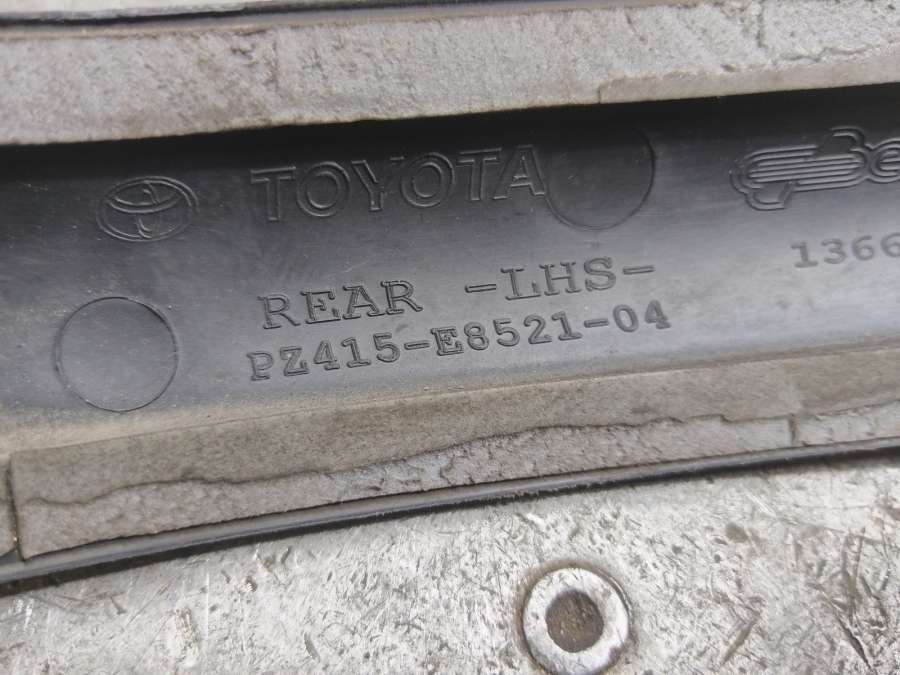 TOYOTA
REAR -LHS-
1366
PZ415-E8521-04